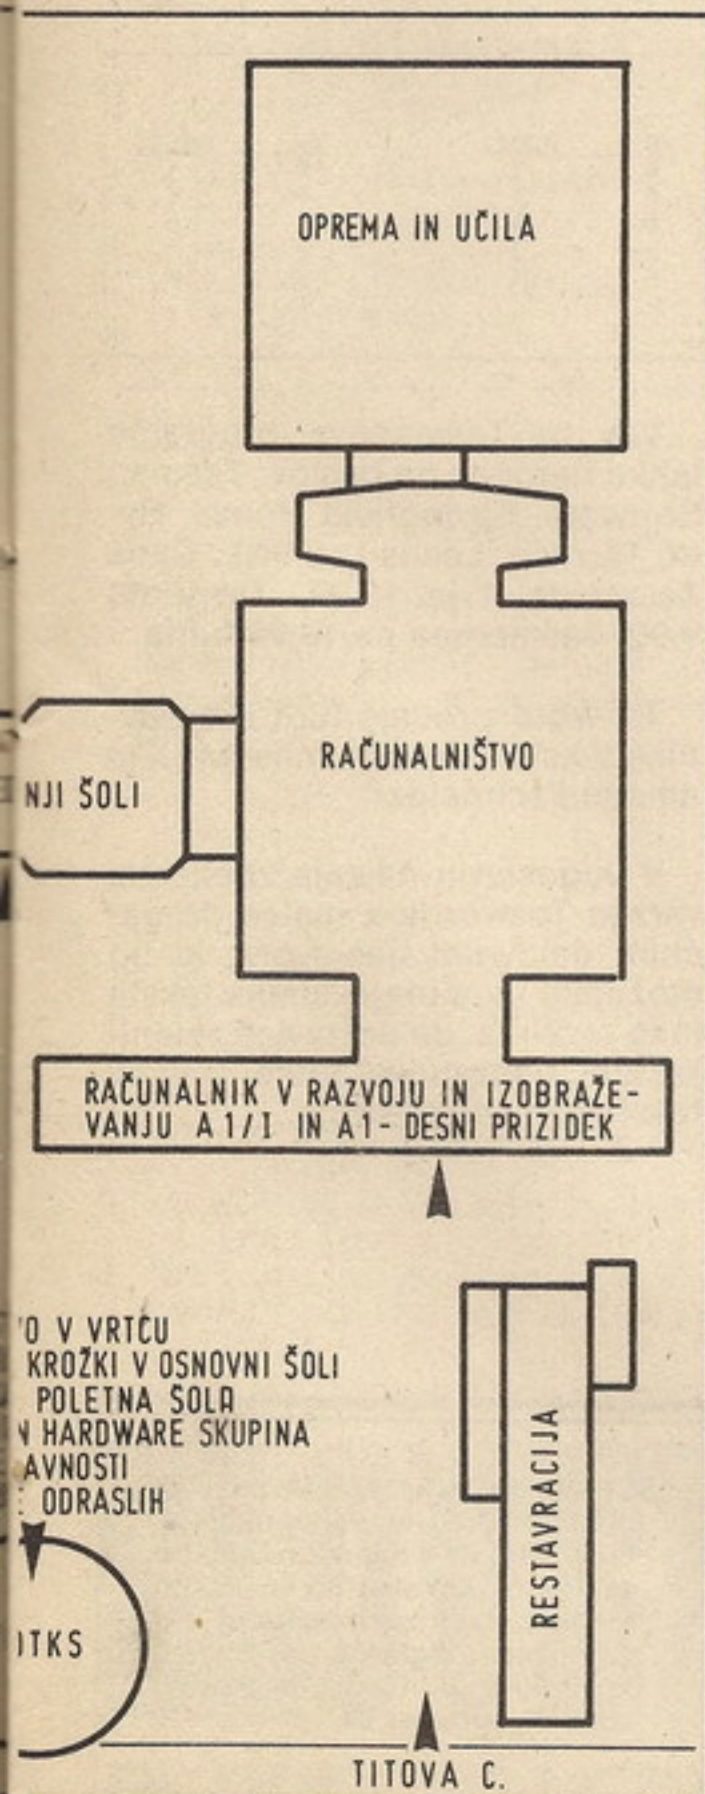 OPREMA IN UČILA
RAČUNALNIŠTVO
NJI ŠOLI
RAČUNALNIK V RAZVOJU IN IZOBRAŽE-
VANJU A1/I IN A1- DESNI PRIZIDEK
O V VRTCU
KROŽKI V OSNOVNI ŠOLI
POLETNA ŠOLA
N HARDWARE SKUPINA
AVNOSTI
ODRASLIH
RESTAVRACIJA
OTKS
TITOVA C.